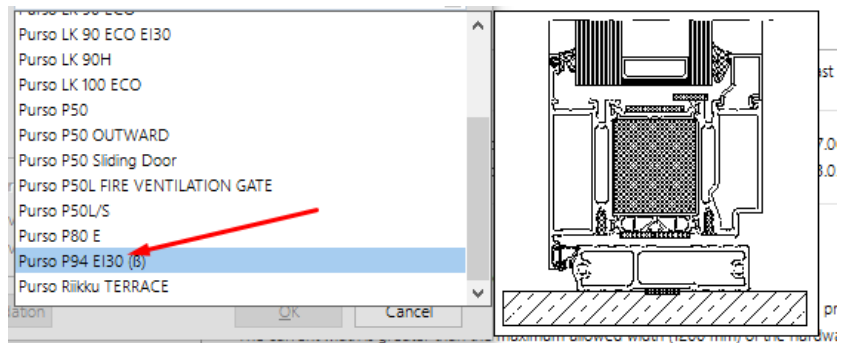 Purso LK 90 ECO EI30
Purso LK 90H
Purso LK 100 ECO
Purso P50
Purso P50 OUTWARD
Purso P50 Sliding Door
Purso P50L FIRE VENTILATION GATE
Purso P50L/S
Purso P80 E
Purso P94 EI30 (ß)
Purso Riikku TERRACE
OK
Cancel